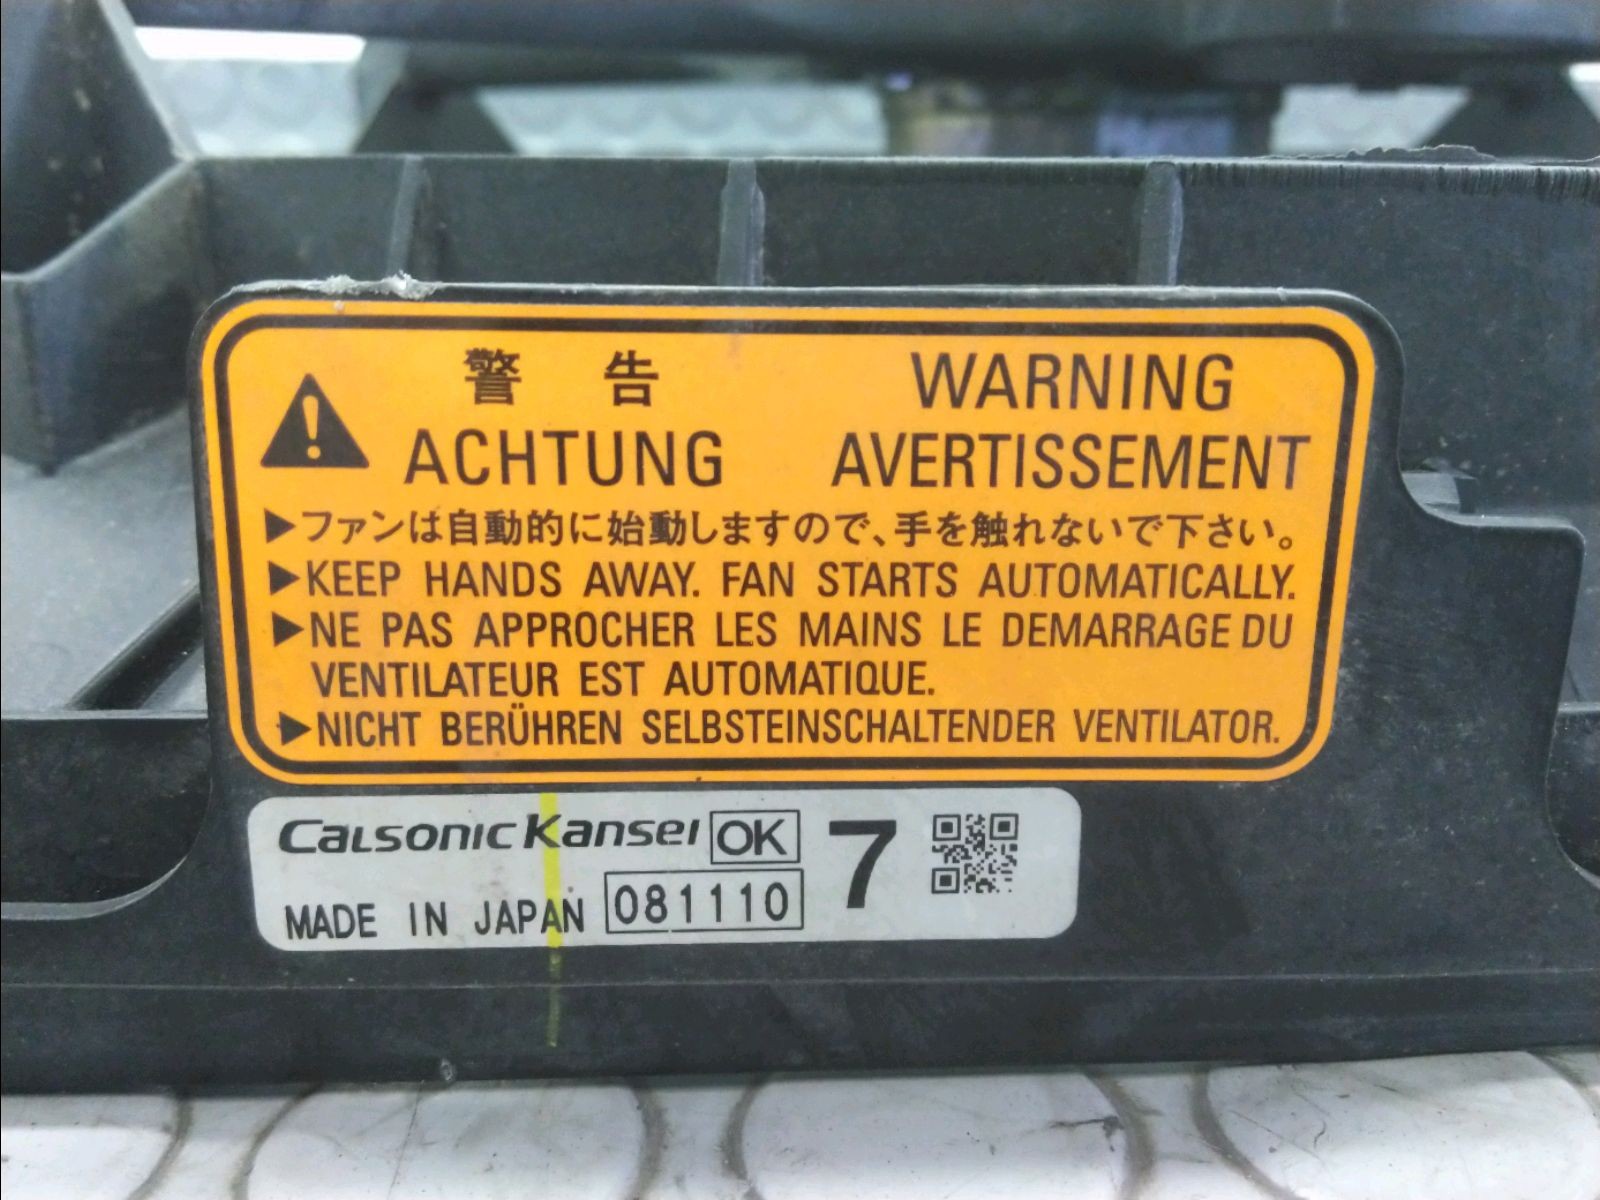 警告 WARNING
ACHTUNG AVERTISSEMENT
▶ファンは自動的に始動しますので、手を触れないで下さい。
▶KEEP HANDS AWAY. FAN STARTS AUTOMATICALLY.
▶NE PAS APPROCHER LES MAINS LE DEMARRAGE DU
VENTILATEUR EST AUTOMATIQUE.
▶NICHT BERÜHREN SELBSTEINSCHALTENDER VENTILATOR.
CALSONIC Kansei OK 7
MADE IN JAPAN 081110